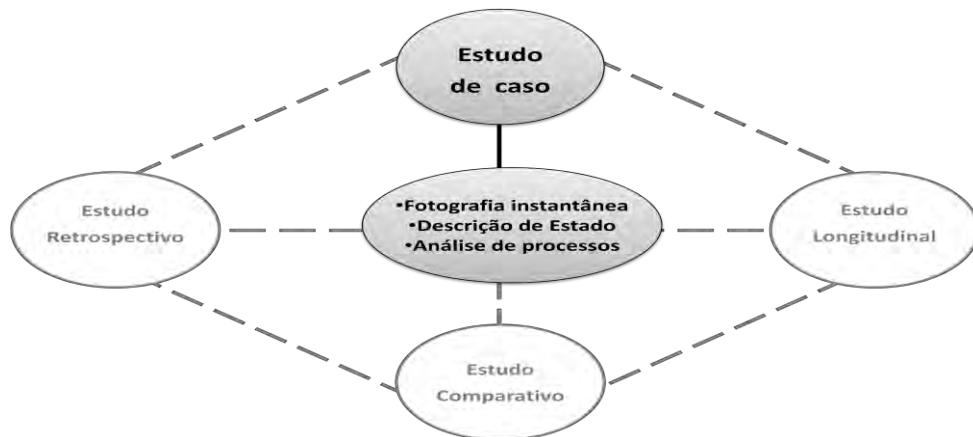 Estudo
de caso
•Fotografia instantânea
•Descrição de Estado
•Análise de processos
Estudo
Retrospectivo
Estudo
Longitudinal
Estudo
Comparativo